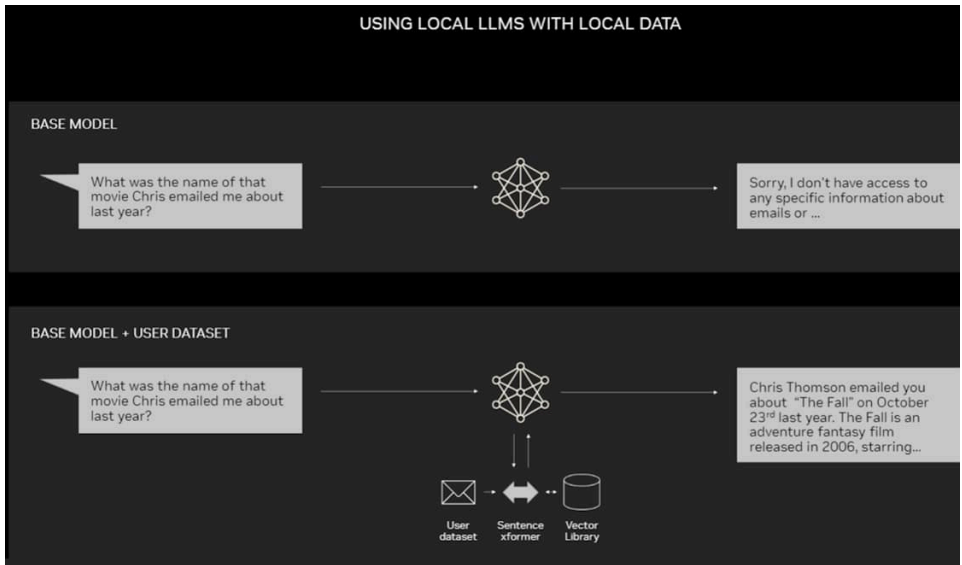 USING LOCAL LLMS WITH LOCAL DATA
BASE MODEL
What was the name of that
movie Chris emailed me about
last year?
Sorry, I don't have access to
any specific information about
emails or ...
BASE MODEL + USER DATASET
What was the name of that
movie Chris emailed me about
last year?
Chris Thomson emailed you
about "The Fall" on October
23rd last year. The Fall is an
adventure fantasy film
released in 2006, starring...
User
dataset
Sentence
xformer
Vector
Library